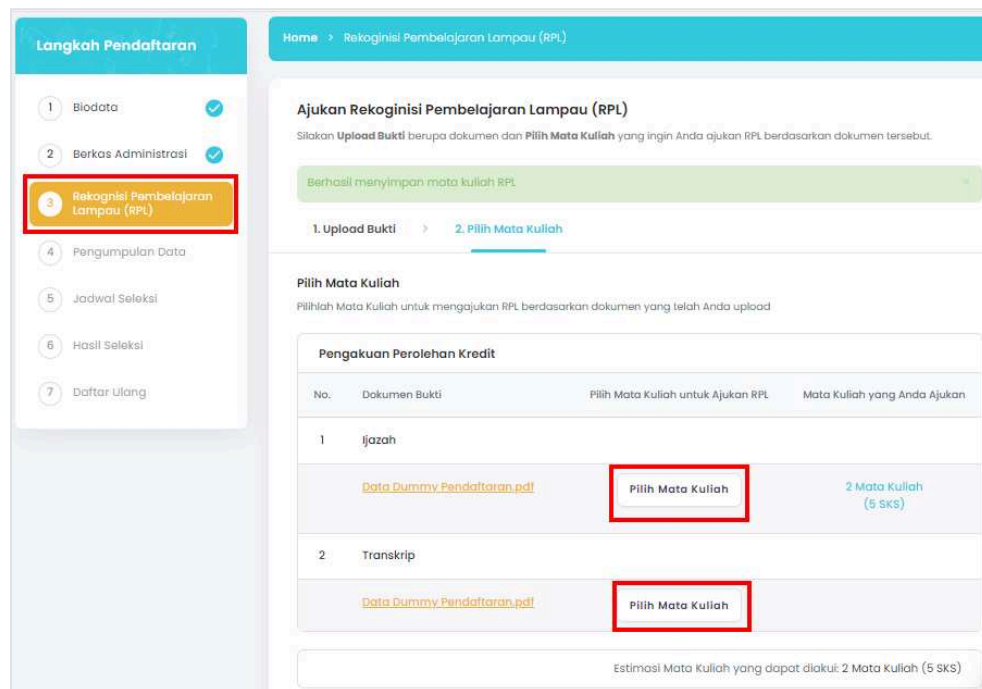 Langkah Pendaftaran
1 Biodata
2 Berkas Administrasi
3 Rekognisi Pembelajaran
Lampau (RPL)
4 Pengumpulan Data
5 Jadwal Seleksi
6 Hasil Seleksi
7 Daftar Ulang
Home > Rekoginisi Pembelajaran Lampau (RPL)
Ajukan Rekoginisi Pembelajaran Lampau (RPL)
Silakan Upload Bukti berupa dokumen dan Pilih Mata Kuliah yang ingin Anda ajukan RPL berdasarkan dokumen tersebut.
Berhasil menyimpan mata kuliah RPL
1. Upload Bukti > 2. Pilih Mata Kuliah
Pilih Mata Kuliah
Pilihlah Mata Kuliah untuk mengajukan RPL berdasarkan dokumen yang telah Anda upload
Pengakuan Perolehan Kredit
No. Dokumen Bukti Pilih Mata Kuliah untuk Ajukan RPL Mata Kuliah yang Anda Ajukan
1 Ijazah
Data Dummy Pendaftaran.pdf Pilih Mata Kuliah 2 Mata Kuliah
(5 SKS)
2 Transkrip
Data Dummy Pendaftaran.pdf Pilih Mata Kuliah
Estimasi Mata Kuliah yang dapat diakui: 2 Mata Kuliah (5 SKS)